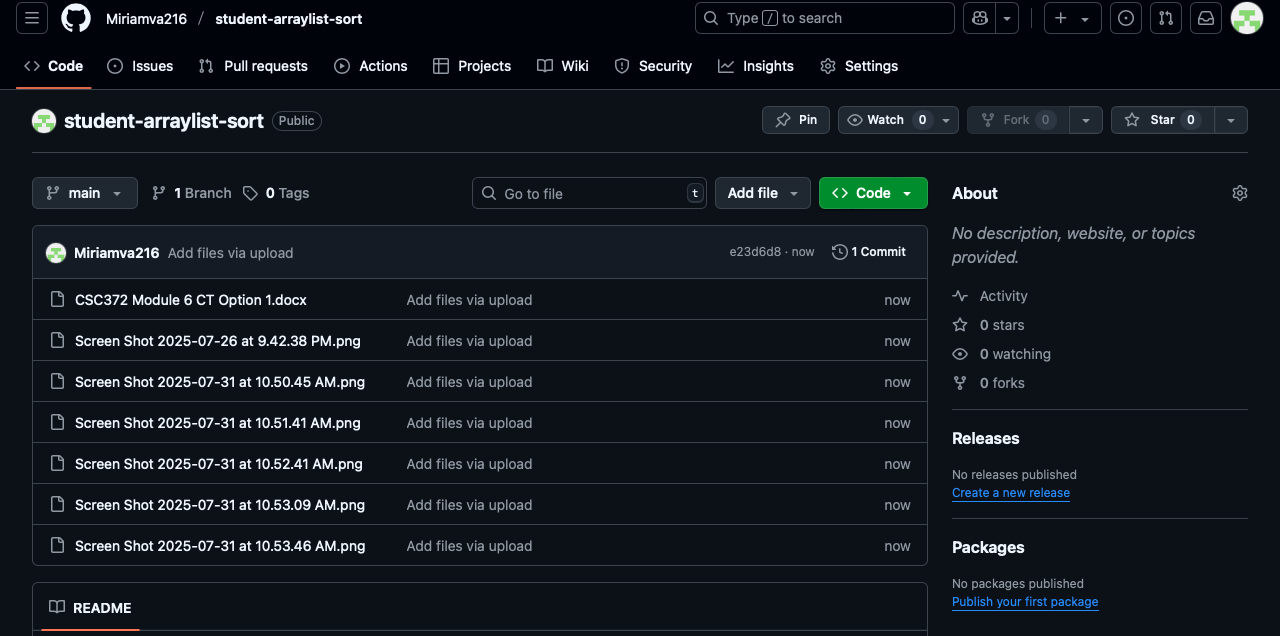 Miriamva216 / student-arraylist-sort
Type / to search
Code
Issues
Pull requests
Actions
Projects
Wiki
Security
Insights
Settings
student-arraylist-sort
Public
Pin
Watch 0
Fork 0
Star 0
main
1 Branch
0 Tags
Go to file
t
Add file
Code
Miriamva216 Add files via upload
e23d6d8 · now
1 Commit
CSC372 Module 6 CT Option 1.docx Add files via upload now
Screen Shot 2025-07-26 at 9.42.38 PM.png Add files via upload now
Screen Shot 2025-07-31 at 10.50.45 AM.png Add files via upload now
Screen Shot 2025-07-31 at 10.51.41 AM.png Add files via upload now
Screen Shot 2025-07-31 at 10.52.41 AM.png Add files via upload now
Screen Shot 2025-07-31 at 10.53.09 AM.png Add files via upload now
Screen Shot 2025-07-31 at 10.53.46 AM.png Add files via upload now
README
About
No description, website, or topics
provided.
Activity
0 stars
0 watching
0 forks
Releases
No releases published
Create a new release
Packages
No packages published
Publish your first package